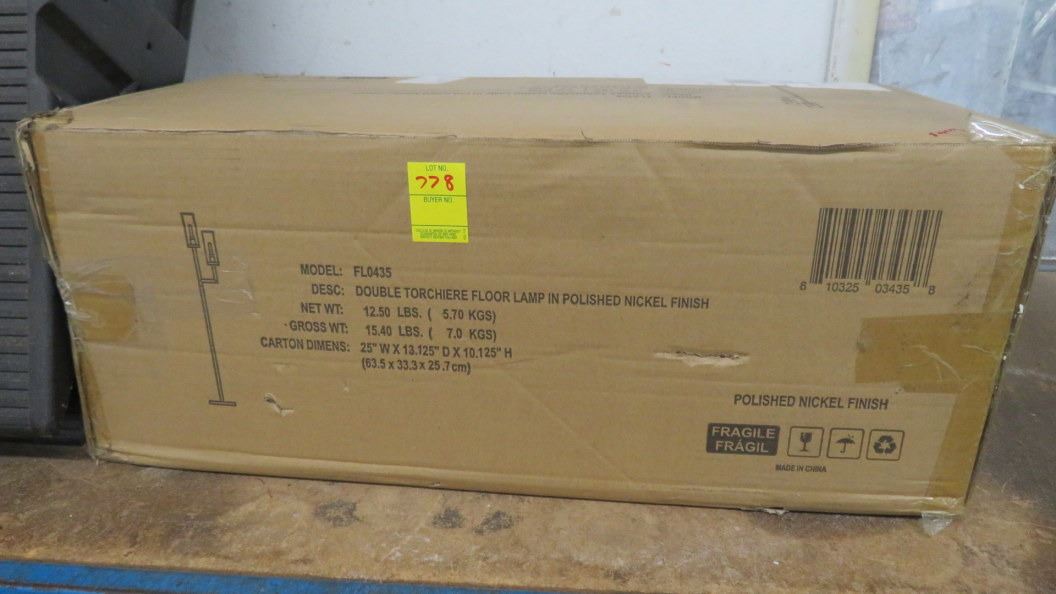 LOT NO.
778
BUYER NO.
MODEL: FL0435
DESC: DOUBLE TORCHIERE FLOOR LAMP IN POLISHED NICKEL FINISH
NET WT: 12.50 LBS. ( 5.70 KGS)
GROSS WT: 15.40 LBS. ( 7.0 KGS)
CARTON DIMENS: 25" W X 13.125" D X 10.125" H
(63.5 x 33.3 x 25.7cm)
6 10325 03435 8
POLISHED NICKEL FINISH
FRAGILE
FRÁGIL
MADE IN CHINA